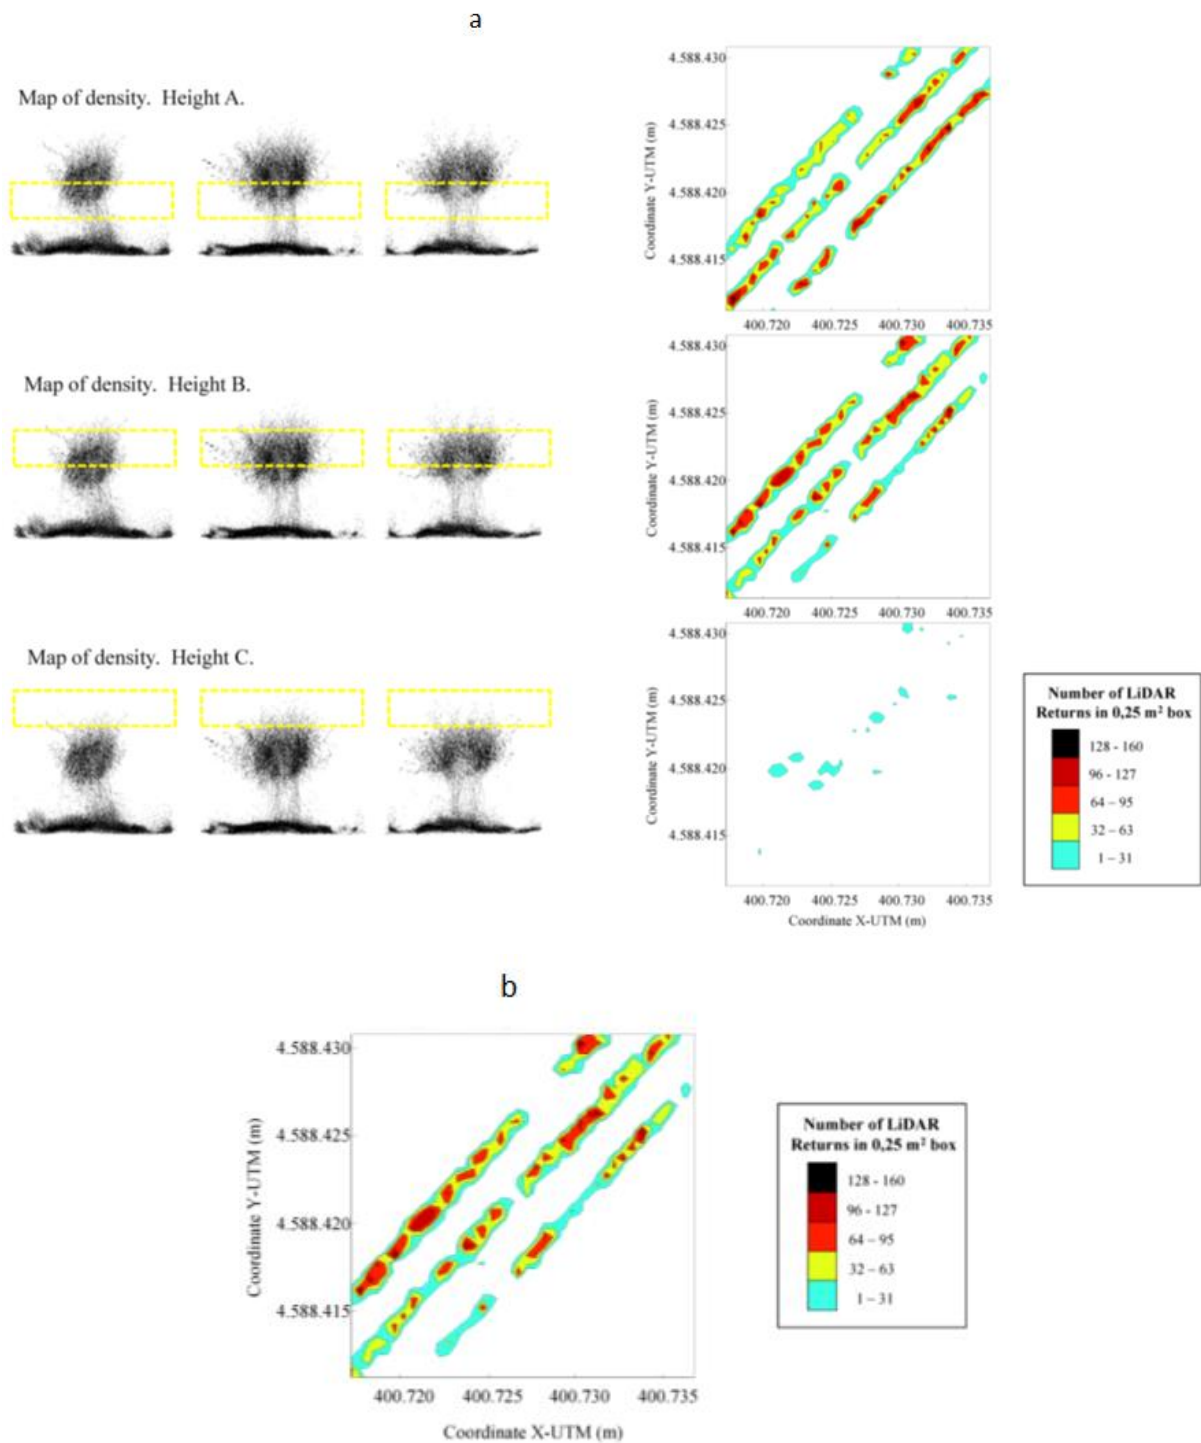 a
Map of density.  Height A.
4.588.430
4.588.425
4.588.420
4.588.415
Coordinate Y-UTM (m)
400.720 400.725 400.730 400.735
Map of density.  Height B.
4.588.430
4.588.425
4.588.420
4.588.415
Coordinate Y-UTM (m)
400.720 400.725 400.730 400.735
Map of density.  Height C.
4.588.430
4.588.425
4.588.420
4.588.415
Coordinate Y-UTM (m)
400.720 400.725 400.730 400.735
Coordinate X-UTM (m)
Number of LiDAR
Returns in 0,25 m² box
128 - 160
96 - 127
64 – 95
32 – 63
1 – 31
b
4.588.430
4.588.425
4.588.420
4.588.415
Coordinate Y-UTM (m)
400.720 400.725 400.730 400.735
Coordinate X-UTM (m)
Number of LiDAR
Returns in 0,25 m² box
128 - 160
96 - 127
64 – 95
32 – 63
1 – 31